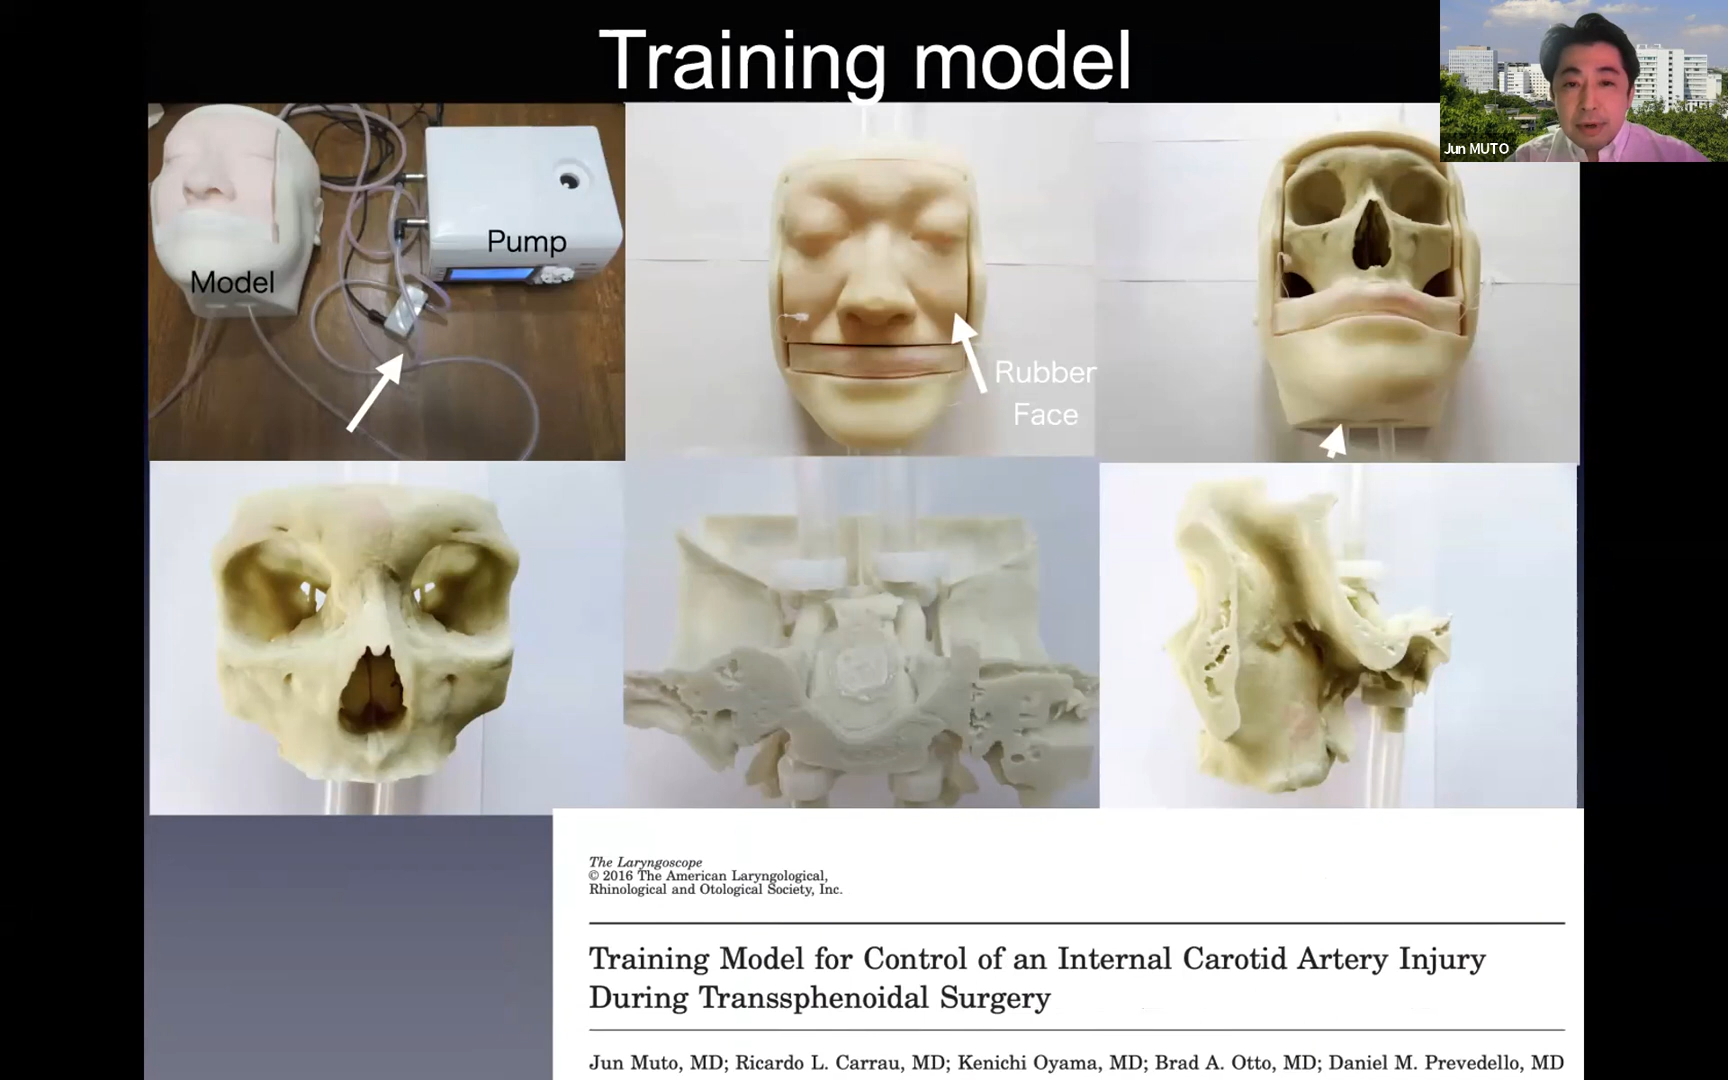 Training model
Jun MUTO
Pump
Model
Rubber
Face
The Laryngoscope
© 2016 The American Laryngological,
Rhinological and Otological Society, Inc.
Training Model for Control of an Internal Carotid Artery Injury
During Transsphenoidal Surgery
Jun Muto, MD; Ricardo L. Carrau, MD; Kenichi Oyama, MD; Brad A. Otto, MD; Daniel M. Prevedello, MD